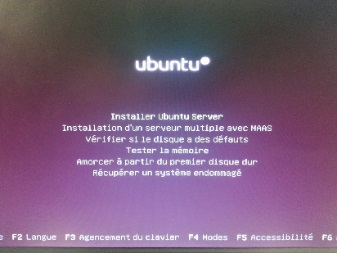 ubuntu
Installer Ubuntu Server
Installation d'un serveur multiple avec MAAS
Vérifier si le disque a des défauts
Tester la mémoire
Amorcer à partir du premier disque dur
Récupérer un système endommagé
F2 Langue F3 Agencement du clavier F4 Modes F5 Accessibilité F6